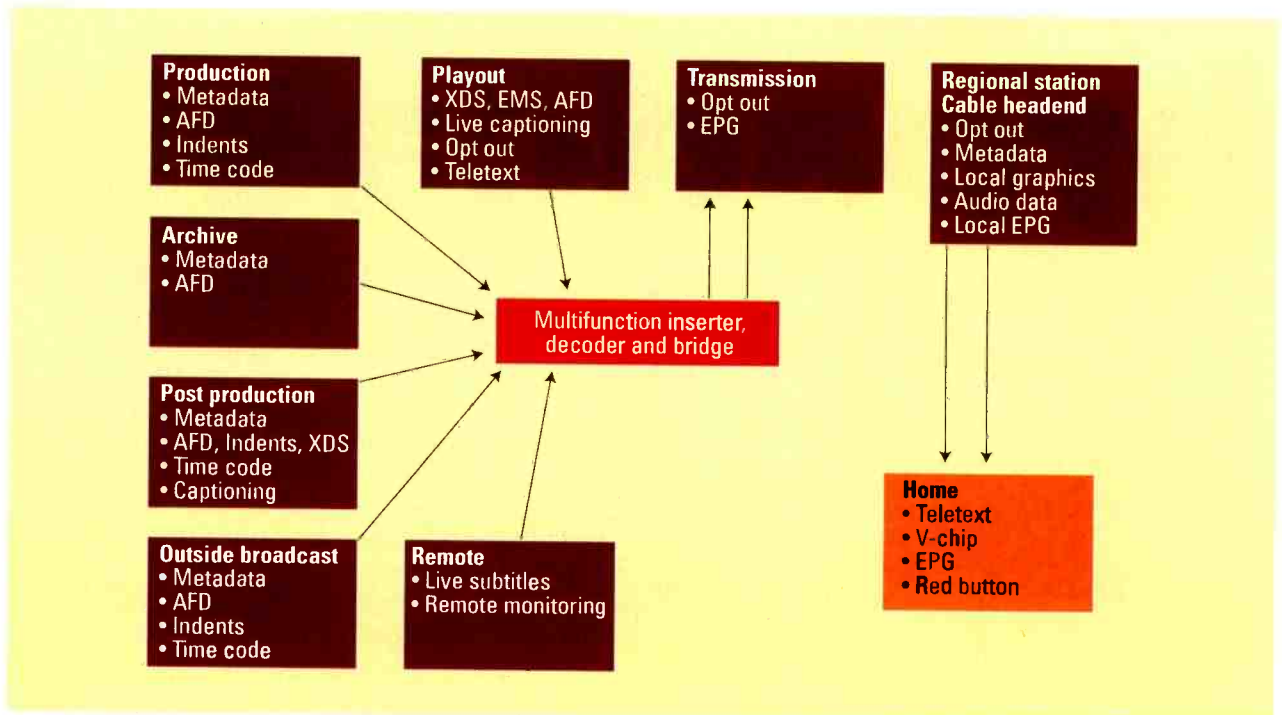 Production
• Metadata
• AFD
• Indents
• Time code
Playout
• XDS, EMS, AFD
• Live captioning
• Opt out
• Teletext
Transmission
• Opt out
• EPG
Regional station
Cable headend
• Opt out
• Metadata
• Local graphics
• Audio data
• Local EPG
Archive
• Metadata
• AFD
Multifunction inserter,
decoder and bridge
Post production
• Metadata
• AFD, Indents, XDS
• Time code
• Captioning
Outside broadcast
• Metadata
• AFD
• Indents
• Time code
Remote
• Live subtitles
• Remote monitoring
Home
• Teletext
• V-chip
• EPG
• Red button